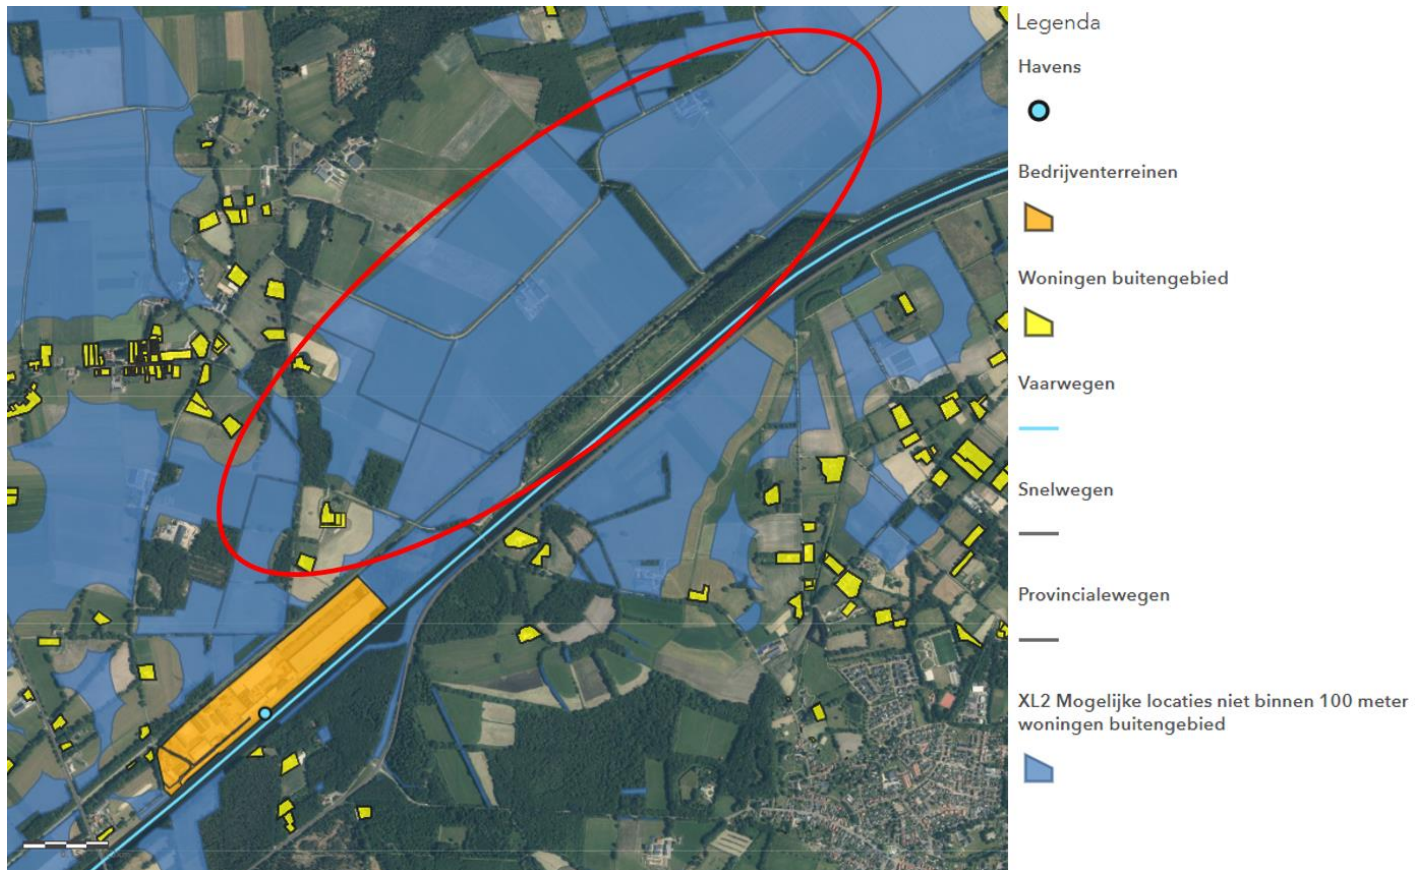 Legenda
Havens
Bedrijventerreinen
Woningen buitengebied
Vaarwegen
Snelwegen
Provincialewegen
XL2 Mogelijke locaties niet binnen 100 meter
woningen buitengebied